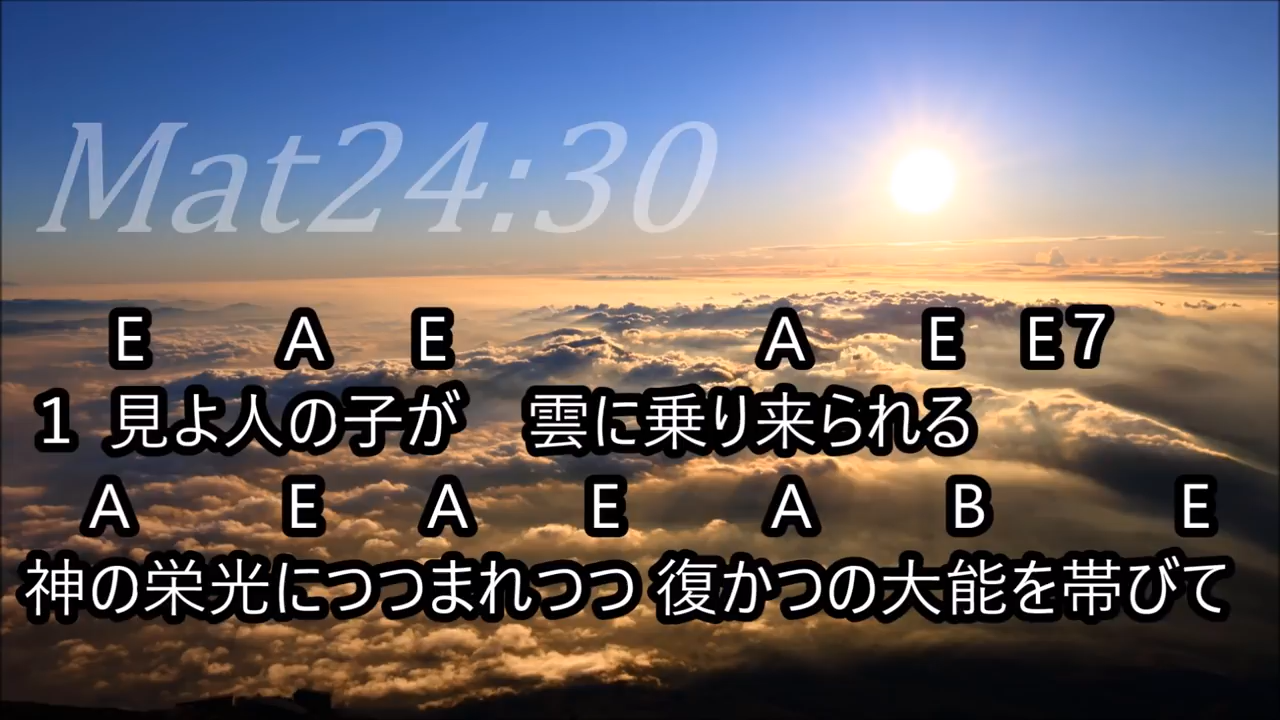 Mat24:30
E A E A E E7
1 見よ人の子が 雲に乗り来られる
A E A E A B E
神の栄光につつまれつつ 復かつの大能を帯びて